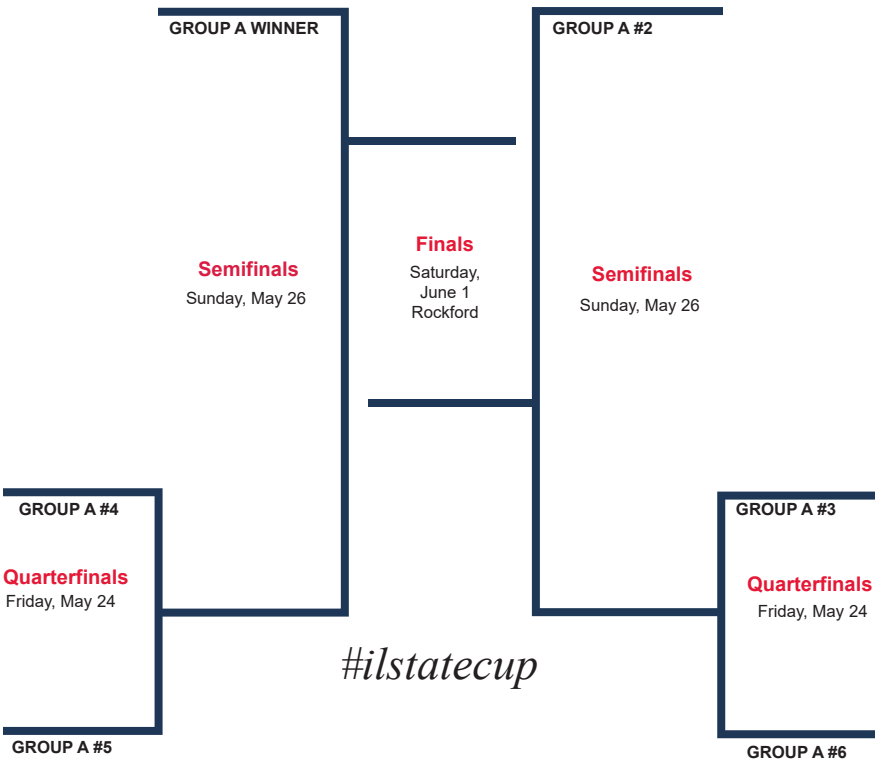 GROUP A WINNER
GROUP A #2
Finals
Saturday,
June 1
Rockford
Semifinals
Sunday, May 26
Semifinals
Sunday, May 26
GROUP A #4
GROUP A #3
Quarterfinals
Friday, May 24
Quarterfinals
Friday, May 24
#ilstatecup
GROUP A #5
GROUP A #6